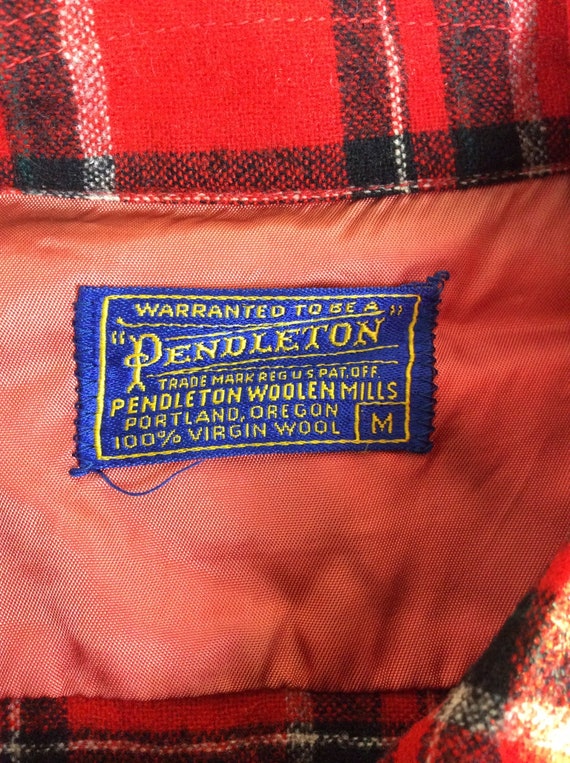 WARRANTED TO BE A
"PENDLETON"
TRADE MARK REG U S PAT. OFF
PENDLETON WOOLEN MILLS
PORTLAND, OREGON
100% VIRGIN WOOL M